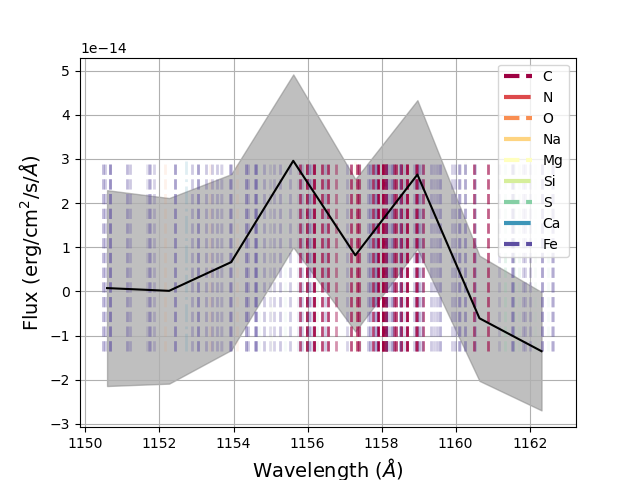 1e−14
5
4
3
2
1
0
−1
−2
−3
Flux (erg/cm²/s/Å)
C
N
O
Na
Mg
Si
S
Ca
Fe
1150
1152
1154
1156
1158
1160
1162
Wavelength (Å)